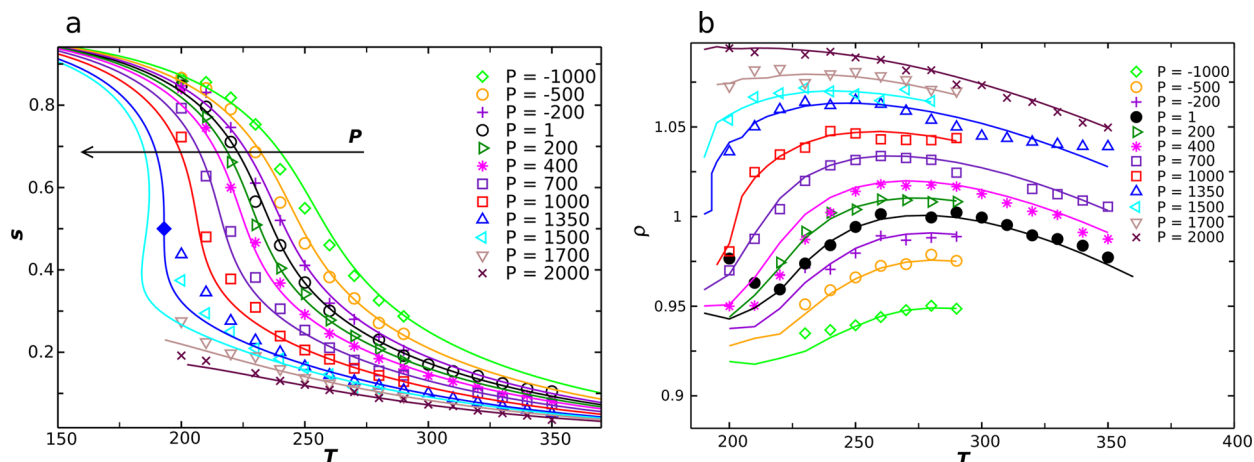 a
s
0.8
0.6
0.4
0.2
P
P = -1000
P = -500
P = -200
P = 1
P = 200
P = 400
P = 700
P = 1000
P = 1350
P = 1500
P = 1700
P = 2000
150 200 250 300 350
T
b
ρ
1.05
1
0.95
0.9
P = -1000
P = -500
P = -200
P = 1
P = 200
P = 400
P = 700
P = 1000
P = 1350
P = 1500
P = 1700
P = 2000
200 250 300 350 400
T